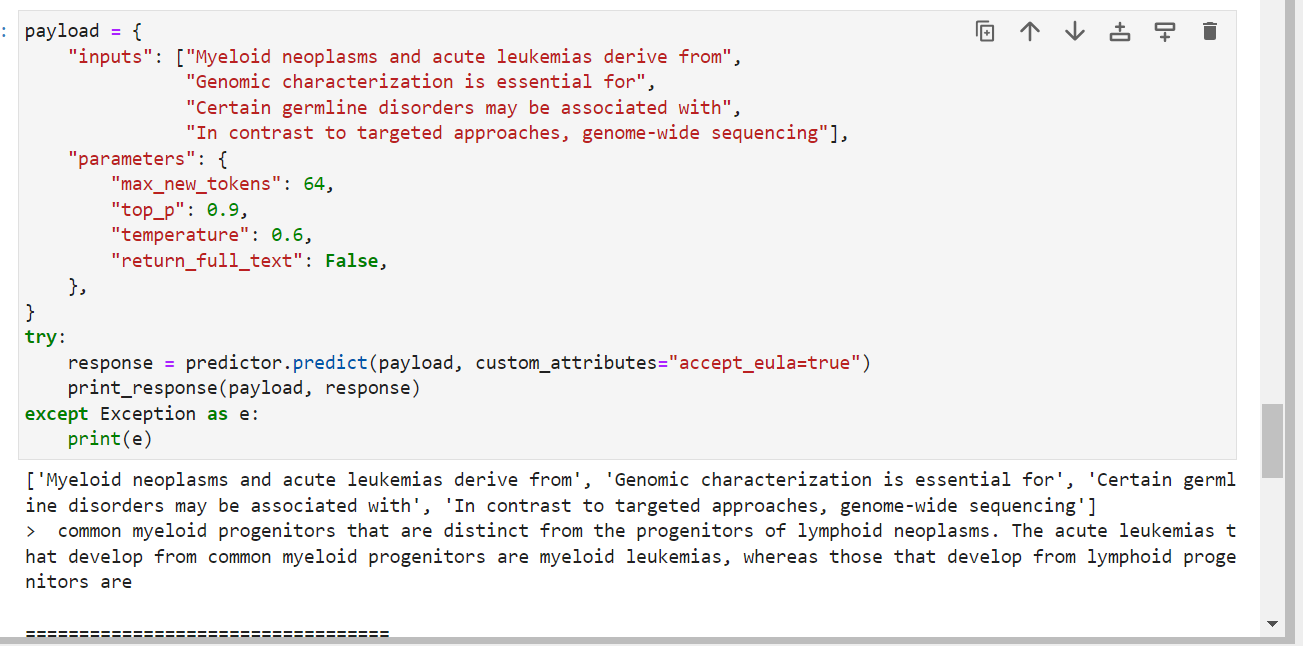 : payload = {
    "inputs": ["Myeloid neoplasms and acute leukemias derive from",
               "Genomic characterization is essential for",
               "Certain germline disorders may be associated with",
               "In contrast to targeted approaches, genome-wide sequencing"],
    "parameters": {
        "max_new_tokens": 64,
        "top_p": 0.9,
        "temperature": 0.6,
        "return_full_text": False,
    },
}
try:
    response = predictor.predict(payload, custom_attributes="accept_eula=true")
    print_response(payload, response)
except Exception as e:
    print(e)
['Myeloid neoplasms and acute leukemias derive from', 'Genomic characterization is essential for', 'Certain germl
ine disorders may be associated with', 'In contrast to targeted approaches, genome-wide sequencing']
>  common myeloid progenitors that are distinct from the progenitors of lymphoid neoplasms. The acute leukemias t
hat develop from common myeloid progenitors are myeloid leukemias, whereas those that develop from lymphoid proge
nitors are
==================================